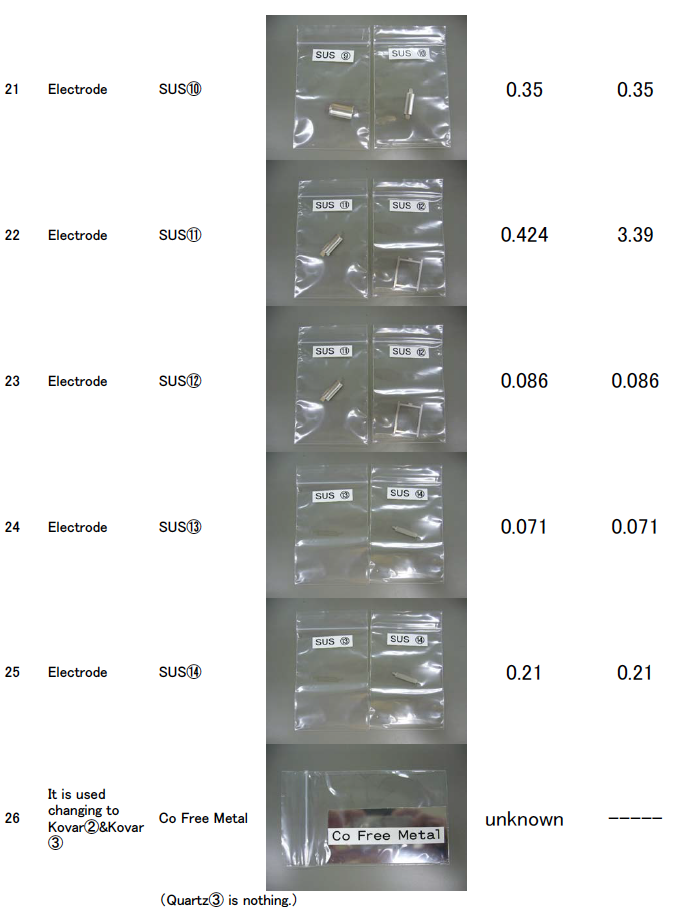 SUS ⑨ SUS ⑩
21 Electrode SUS⑩ 0.35 0.35
SUS ⑪ SUS ⑫
22 Electrode SUS⑪ 0.424 3.39
SUS ⑪ SUS ⑫
23 Electrode SUS⑫ 0.086 0.086
SUS ⑬ SUS ⑭
24 Electrode SUS⑬ 0.071 0.071
SUS ⑬ SUS ⑭
25 Electrode SUS⑭ 0.21 0.21
It is used
changing to
26 Kovar②&Kovar Co Free Metal unknown -----
③
Co Free Metal
(Quartz③ is nothing.)